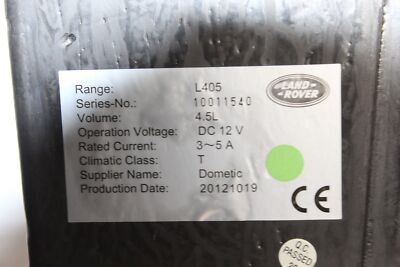 Range: L405
Series-No.: 10011540
Volume: 4.5L
Operation Voltage: DC 12 V
Rated Current: 3~5 A
Climatic Class: T
Supplier Name: Dometic
Production Date: 20121019
LAND
ROVER
CE
Q.C.
PASSED